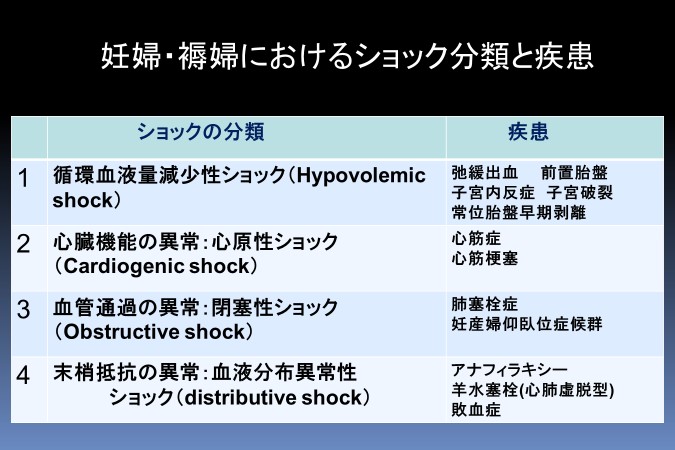 妊婦・褥婦におけるショック分類と疾患
ショックの分類 疾患
1 循環血液量減少性ショック（Hypovolemic
shock）
弛緩出血 前置胎盤
子宮内反症 子宮破裂
常位胎盤早期剥離
2 心臓機能の異常：心原性ショック
（Cardiogenic shock）
心筋症
心筋梗塞
3 血管通過の異常：閉塞性ショック
（Obstructive shock）
肺塞栓症
妊産婦仰臥位症候群
4 末梢抵抗の異常：血液分布異常性
ショック（distributive shock）
アナフィラキシー
羊水塞栓(心肺虚脱型)
敗血症